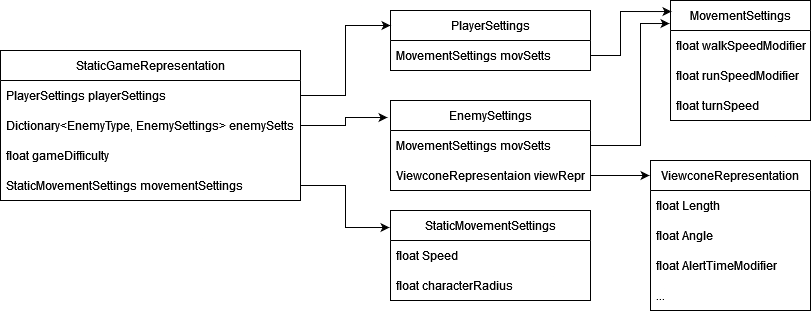 StaticGameRepresentation
PlayerSettings playerSettings
Dictionary<EnemyType, EnemySettings> enemySetts
float gameDifficulty
StaticMovementSettings movementSettings
PlayerSettings
MovementSettings movSetts
EnemySettings
MovementSettings movSetts
ViewconeRepresentaion viewRepr
StaticMovementSettings
float Speed
float characterRadius
MovementSettings
float walkSpeedModifier
float runSpeedModifier
float turnSpeed
ViewconeRepresentation
float Length
float Angle
float AlertTimeModifier
...